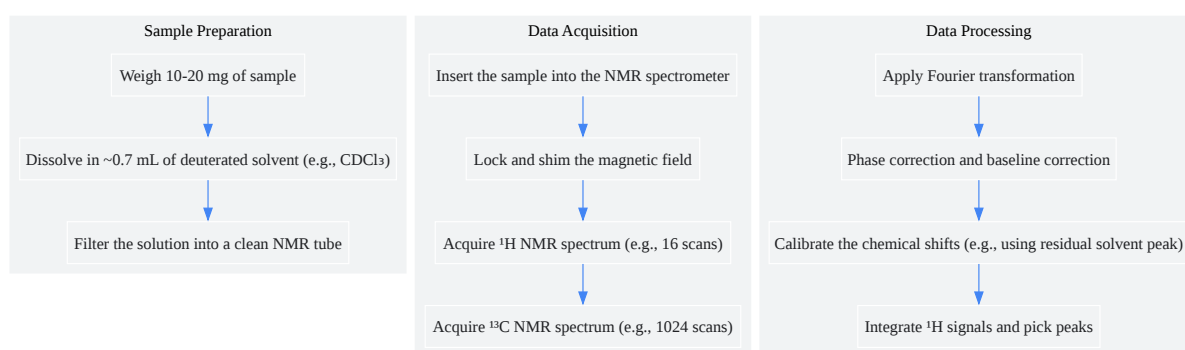 Sample Preparation
Weigh 10-20 mg of sample
Dissolve in ~0.7 mL of deuterated solvent (e.g., CDCl₃)
Filter the solution into a clean NMR tube
Data Acquisition
Insert the sample into the NMR spectrometer
Lock and shim the magnetic field
Acquire ¹H NMR spectrum (e.g., 16 scans)
Acquire ¹³C NMR spectrum (e.g., 1024 scans)
Data Processing
Apply Fourier transformation
Phase correction and baseline correction
Calibrate the chemical shifts (e.g., using residual solvent peak)
Integrate ¹H signals and pick peaks